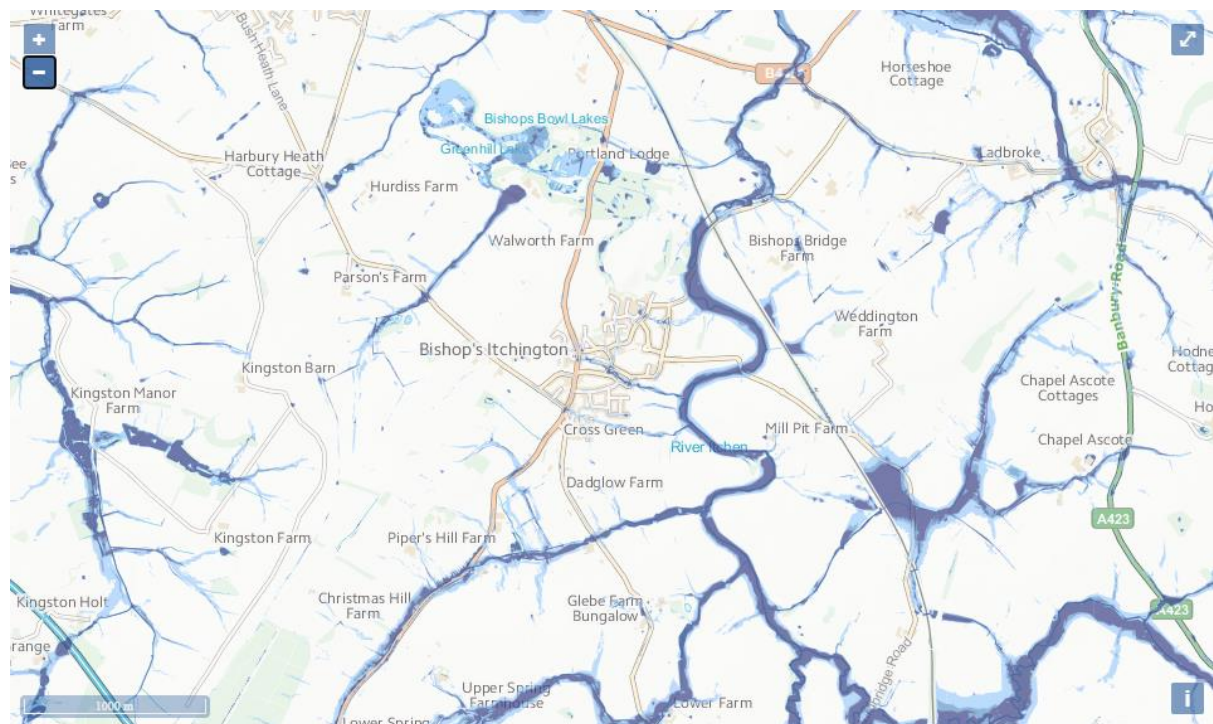 Whitegates
Farm
+
−
Bush Heath Lane
Horseshoe
Cottage
Bishops Bowl Lakes
Greenhill Lake
Portland Lodge
Ladbroke
Harbury Heath
Cottage
Hurdiss Farm
Walworth Farm
Bishops Bridge
Farm
Parson's Farm
Banbury Road
Weddington
Farm
Bishop's Itchington
Kingston Barn
Kingston Manor
Farm
Chapel Ascote
Cottages
Cross Green
Mill Pit Farm
Chapel Ascote
River Itchen
Dadglow Farm
A423
Kingston Farm
Piper's Hill Farm
Christmas Hill
Farm
Glebe Farm
Bungalow
Kingston Holt
A423
Upper Spring
Farmhouse
Lower Farm
Lower Spring
1000 m
i